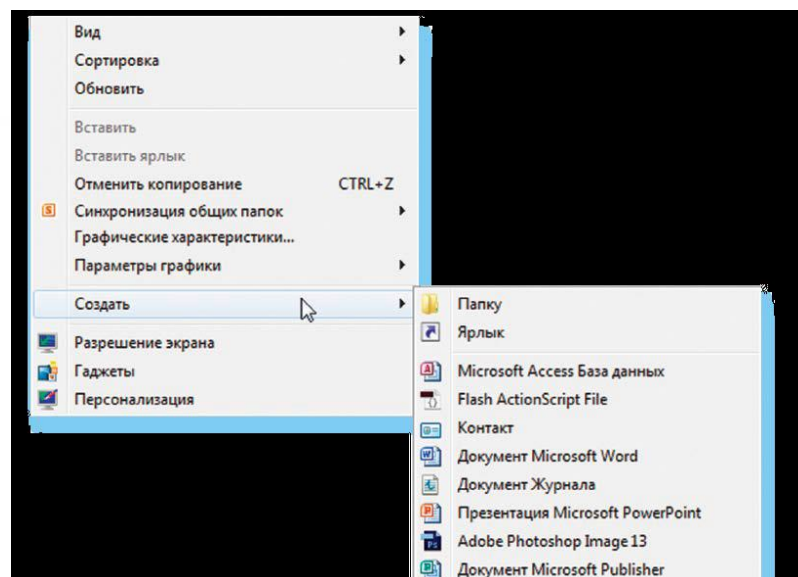 Вид
Сортировка
Обновить
Вставить
Вставить ярлык
Отменить копирование CTRL+Z
Синхронизация общих папок
Графические характеристики...
Параметры графики
Создать
Разрешение экрана
Гаджеты
Персонализация
Папку
Ярлык
Microsoft Access База данных
Flash ActionScript File
Контакт
Документ Microsoft Word
Документ Журнала
Презентация Microsoft PowerPoint
Adobe Photoshop Image 13
Документ Microsoft Publisher